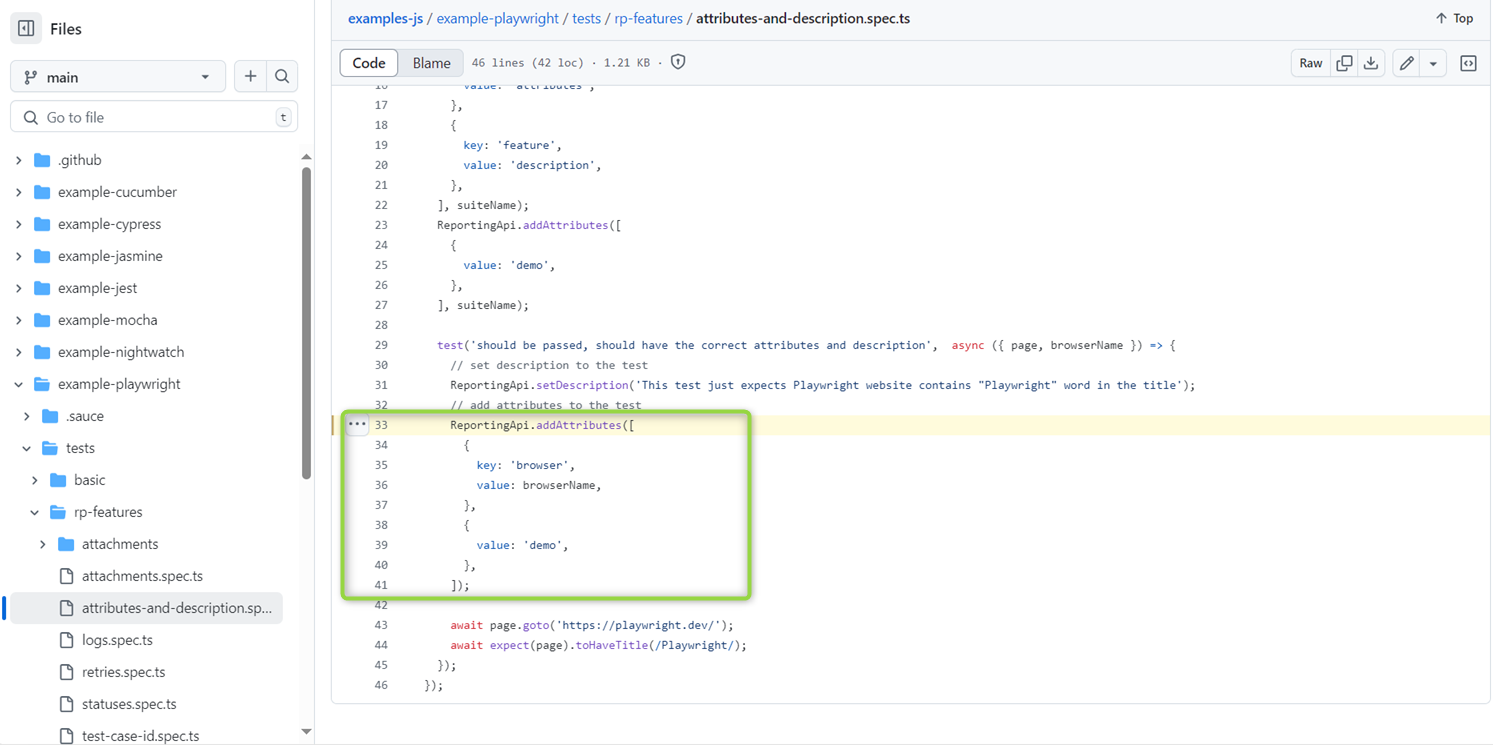 Files
main
Go to file
t
.github
example-cucumber
example-cypress
example-jasmine
example-jest
example-mocha
example-nightwatch
example-playwright
.sauce
tests
basic
rp-features
attachments
attachments.spec.ts
attributes-and-description.sp...
logs.spec.ts
retries.spec.ts
statuses.spec.ts
test-case-id.spec.ts
examples-js / example-playwright / tests / rp-features / attributes-and-description.spec.ts
Top
Code Blame 46 lines (42 loc) · 1.21 KB ·
Raw
16 value: 'attributes',
17 },
18 {
19 key: 'feature',
20 value: 'description',
21 },
22 ], suiteName);
23 ReportingApi.addAttributes([
24 {
25 value: 'demo',
26 },
27 ], suiteName);
28
29 test('should be passed, should have the correct attributes and description', async ({ page, browserName }) => {
30 // set description to the test
31 ReportingApi.setDescription('This test just expects Playwright website contains "Playwright" word in the title');
32 // add attributes to the test
33 ReportingApi.addAttributes([
34 {
35 key: 'browser',
36 value: browserName,
37 },
38 {
39 value: 'demo',
40 },
41 ]);
42
43 await page.goto('https://playwright.dev/');
44 await expect(page).toHaveTitle(/Playwright/);
45 });
46 });